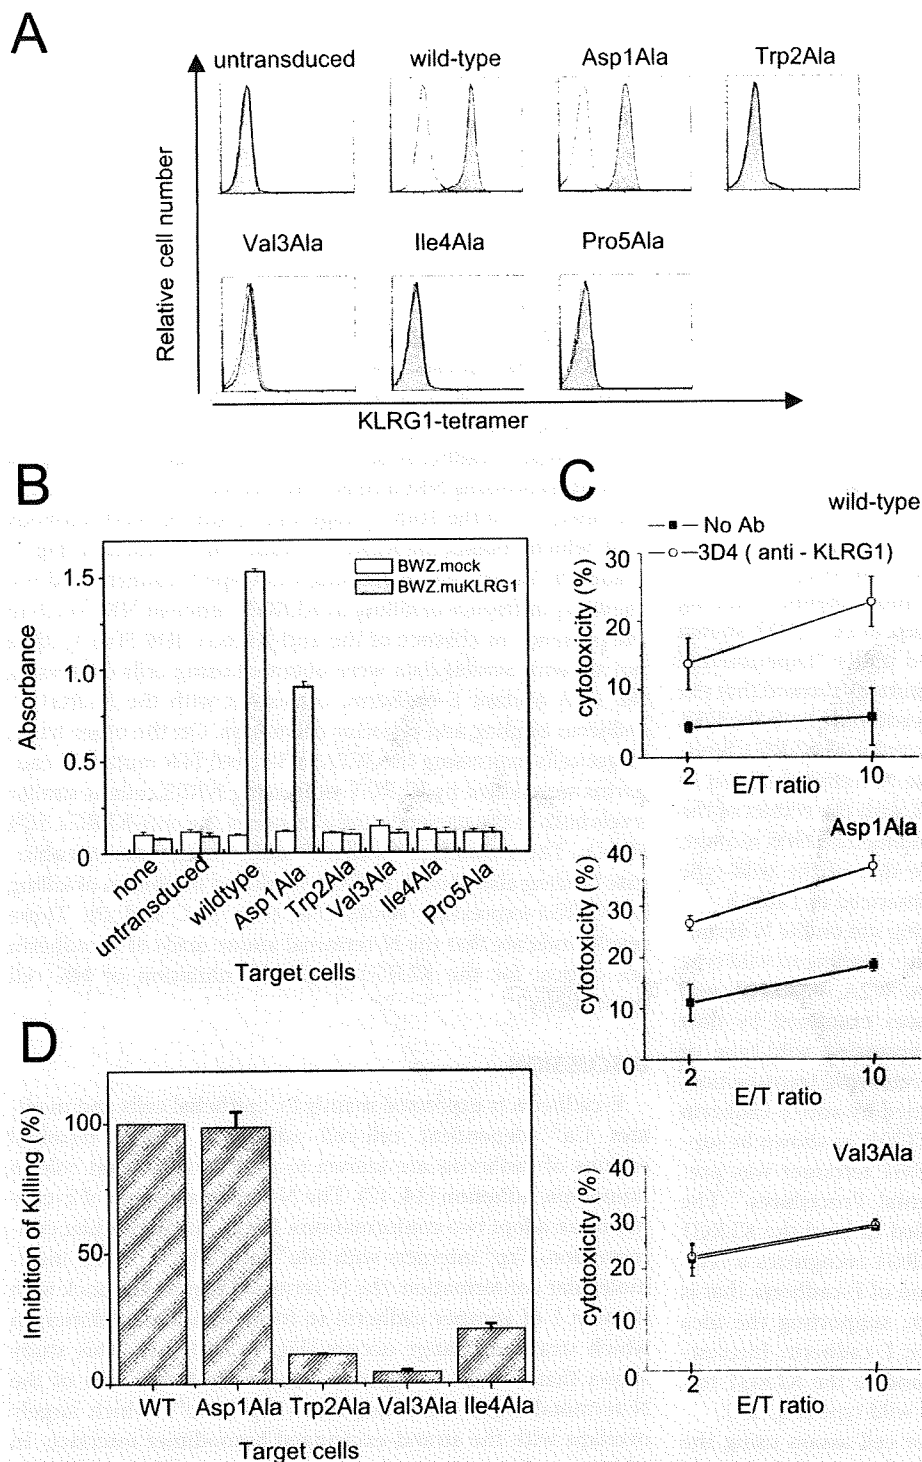 A
untransduced wild-type Asp1Ala Trp2Ala
Relative cell number
Val3Ala Ile4Ala Pro5Ala
KLRG1-tetramer
B
BWZ.mock
BWZ.muKLRG1
Absorbance
1.5
1.0
0.5
0
none
untransduced
wildtype
Asp1Ala
Trp2Ala
Val3Ala
Ile4Ala
Pro5Ala
Target cells
C
wild-type
No Ab
3D4 ( anti - KLRG1)
cytotoxicity (%)
30
20
10
0
2 10
E/T ratio
Asp1Ala
cytotoxicity (%)
40
30
20
10
0
2 10
E/T ratio
Val3Ala
cytotoxicity (%)
40
30
20
10
0
2 10
E/T ratio
D
Inhibition of Killing (%)
100
50
0
WT Asp1Ala Trp2Ala Val3Ala Ile4Ala
Target cells